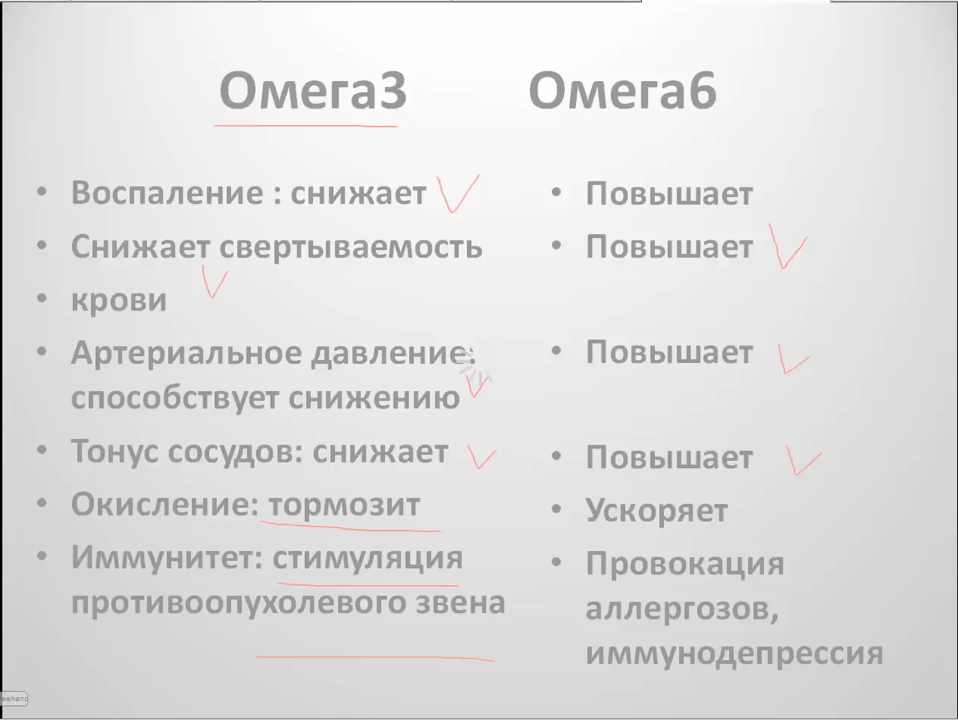 Омега3 Омега6
• Воспаление : снижает
• Снижает свертываемость
• крови
• Артериальное давление:
способствует снижению
• Тонус сосудов: снижает
• Окисление: тормозит
• Иммунитет: стимуляция
противоопухолевого звена
• Повышает
• Повышает
• Повышает
• Повышает
• Ускоряет
• Провокация
аллергозов,
иммунодепрессия